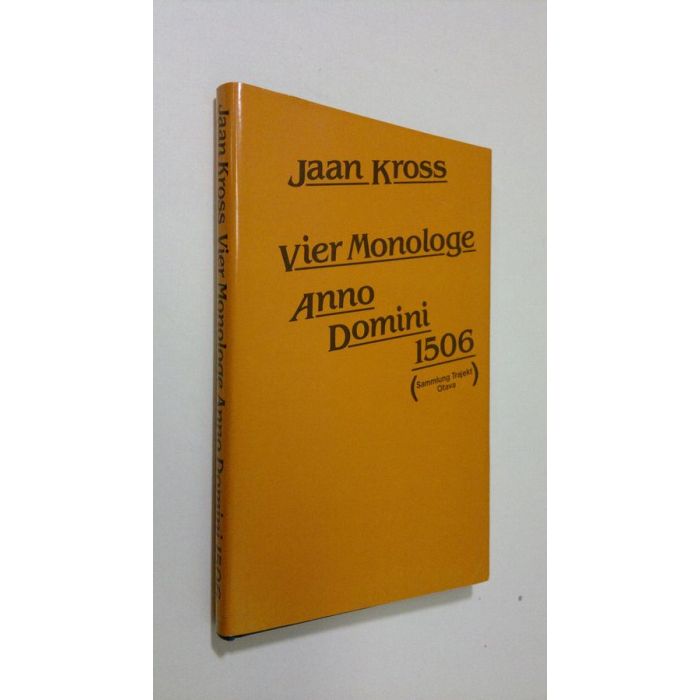 Jaan Kross
Vier Monologe
Anno
Domini
1506
(Sammlung Trajekt
Otava)
Jaan Kross Vier Monologe Anno Domini 1506